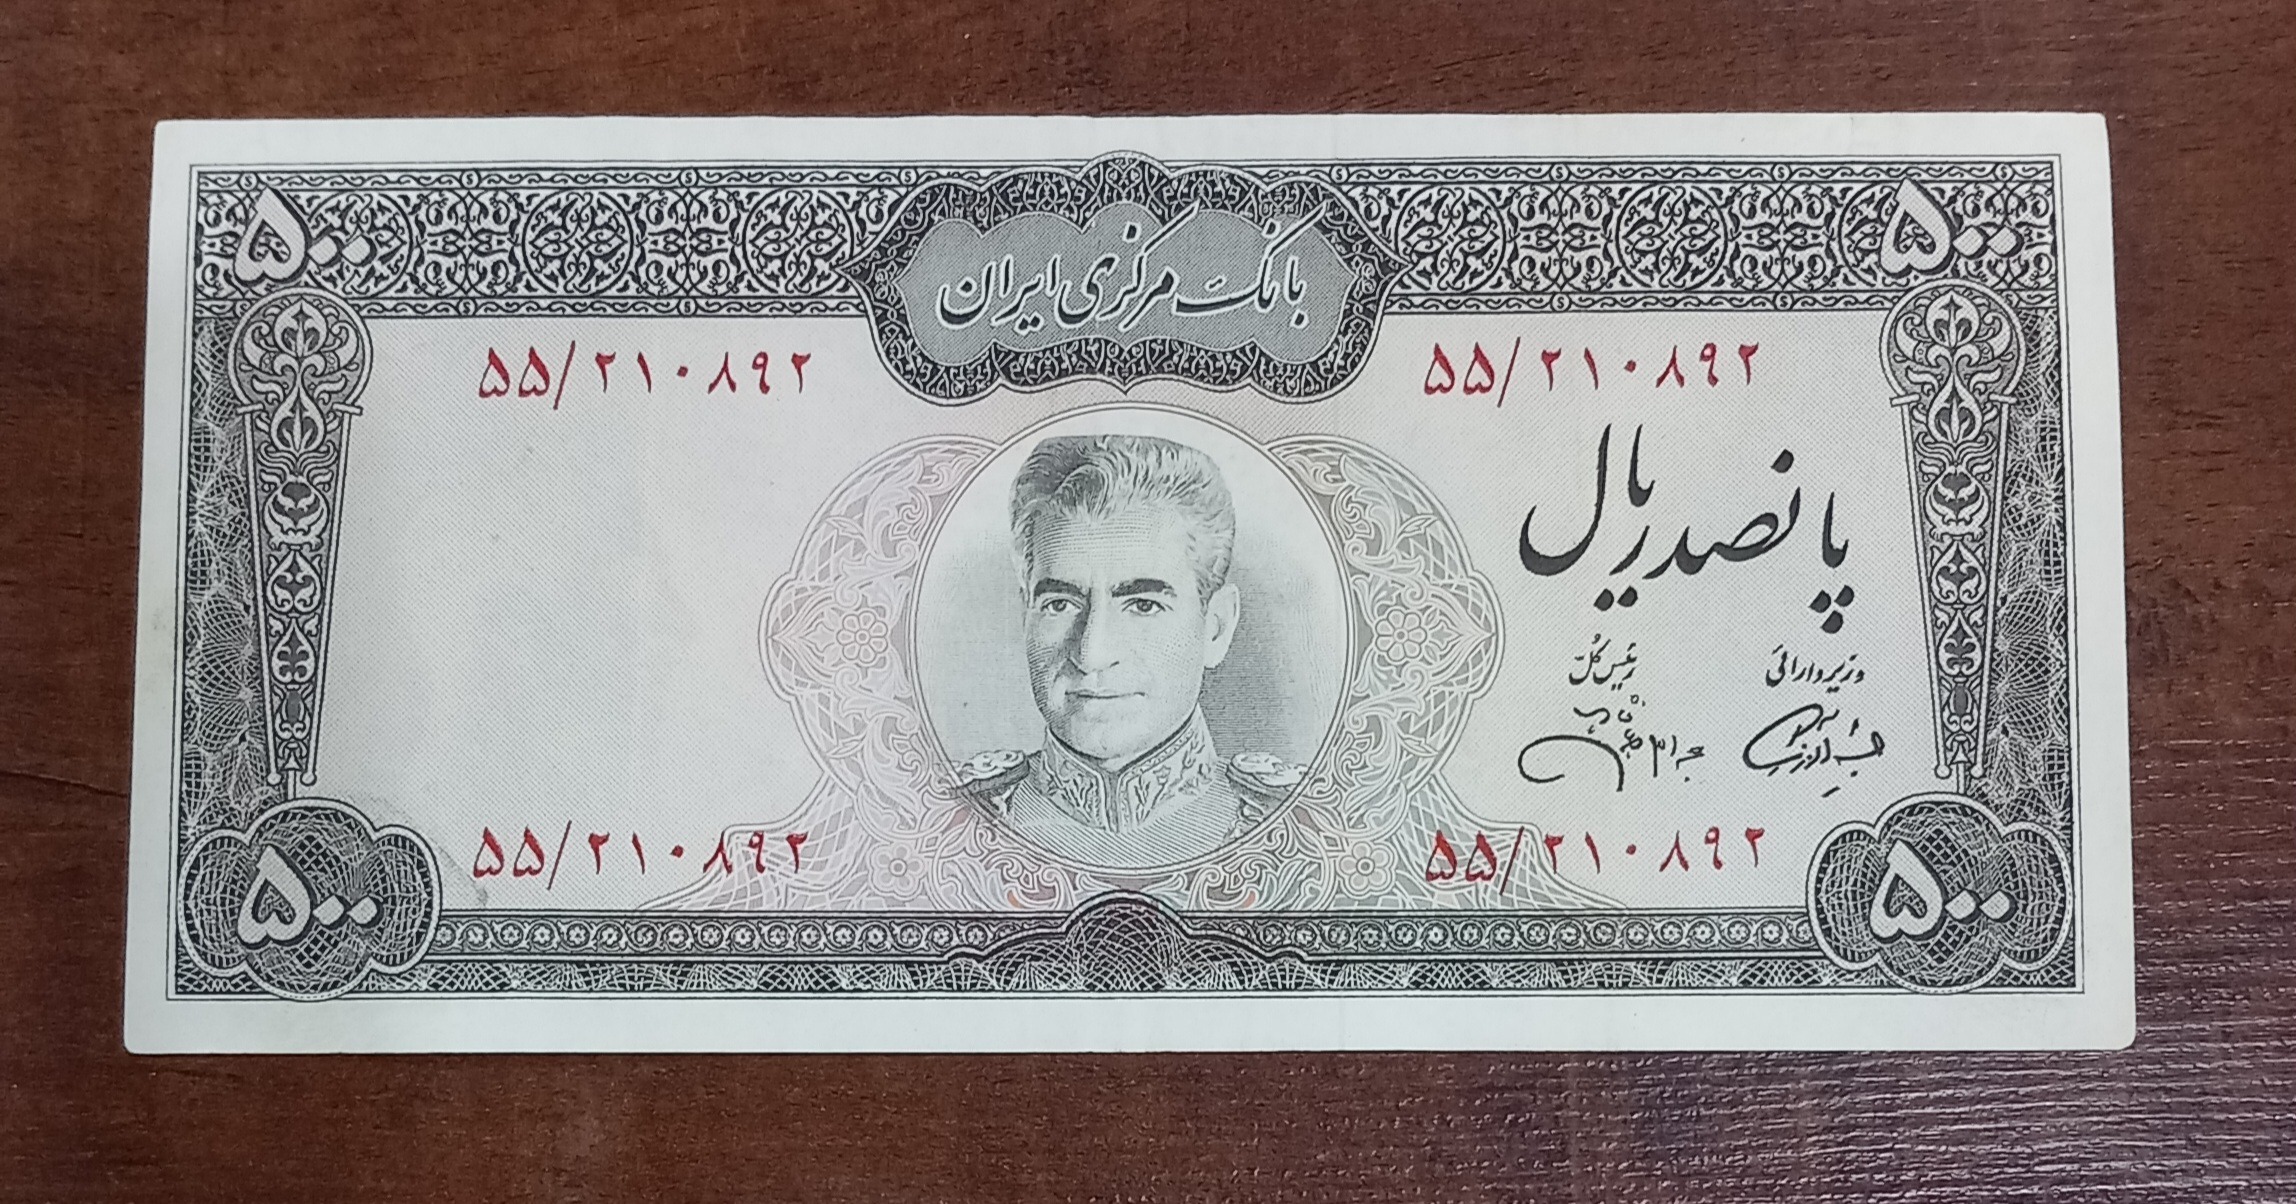 ۵۰۰
بانک مرکزی ایران
۵۰۰
۵۵/۲۱۰۸۹۲
۵۵/۲۱۰۸۹۲
پانصد ریال
وزیر دارائی
رئیس کلّ
۵۵/۲۱۰۸۹۲
۵۵/۲۱۰۸۹۲
۵۰۰
۵۰۰